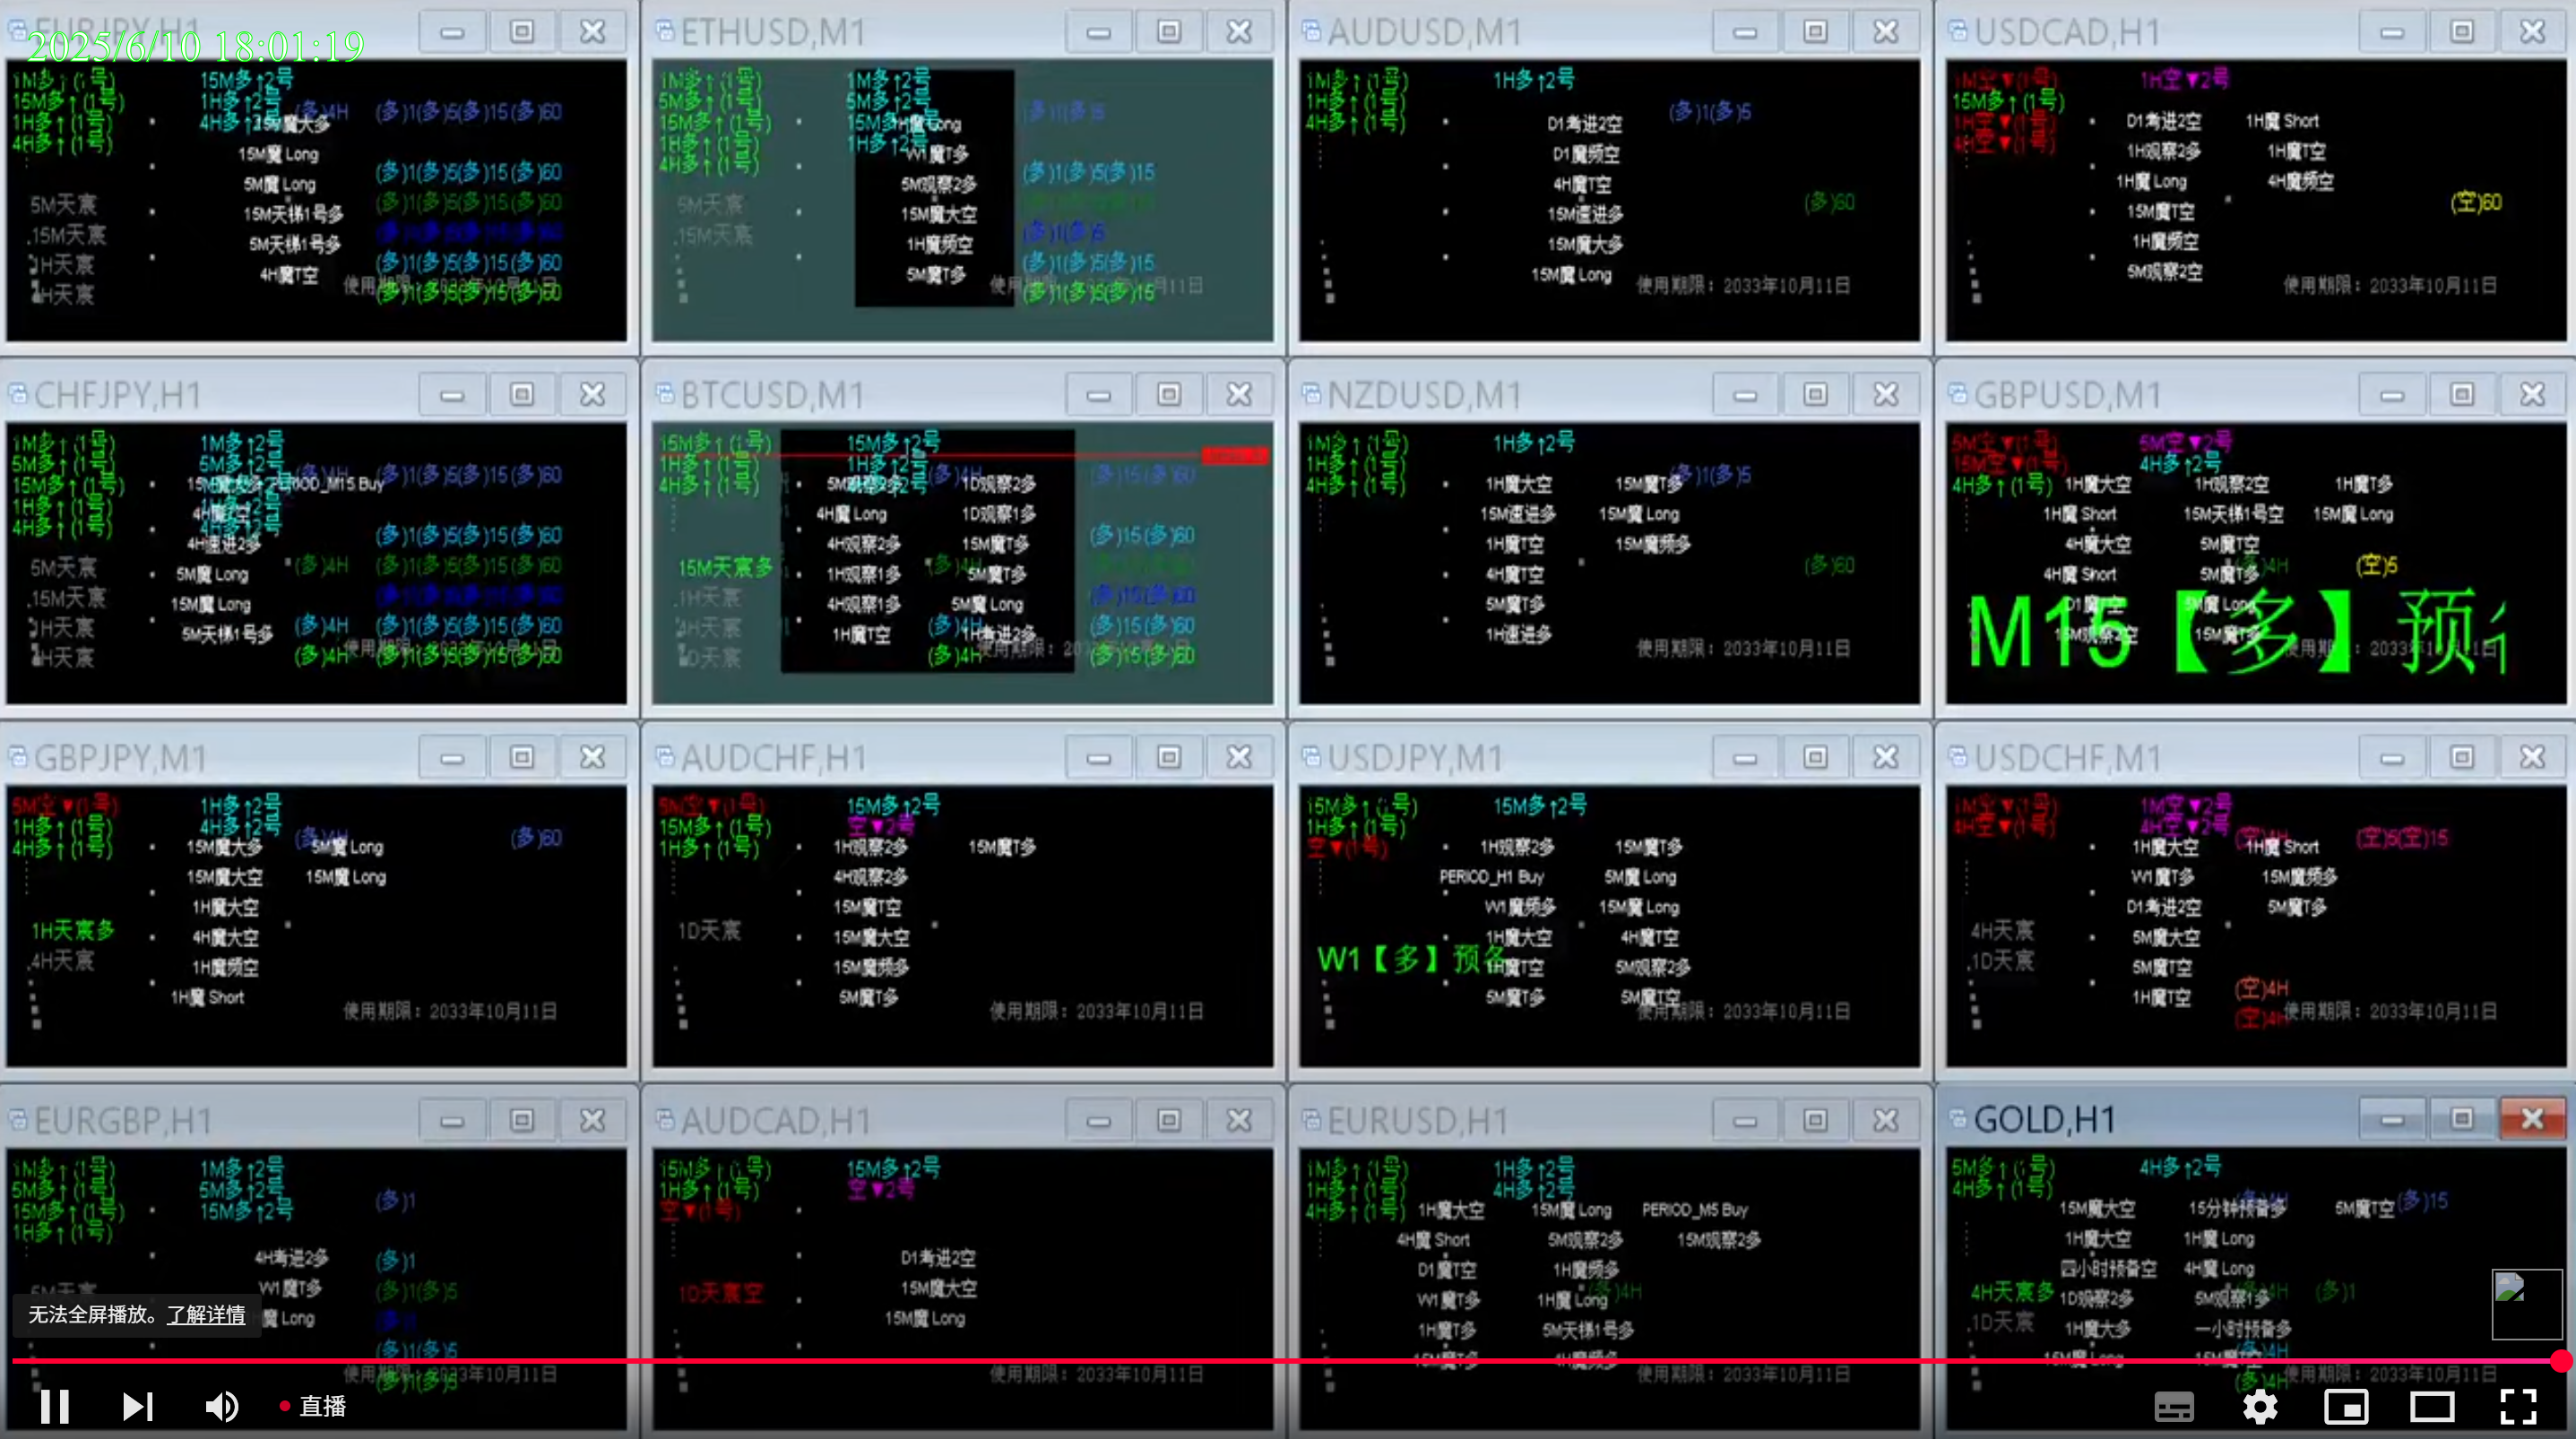 EURJPY,H1
2025/6/10 18:01:19
1M多↑(1号) 15M多↑2号
15M多↑(1号) 1H多↑2号 (多)4H (多)1(多)5(多)15(多)60
1H多↑(1号) 4H多↑2号 15M魔大多
4H多↑(1号)
15M魔 Long (多)1(多)5(多)15(多)60
5M魔 Long
5M天宸 15M天梯1号多 (多)1(多)5(多)15(多)60
15M天宸 5M天梯1号多 (多)1(多)5(多)15(多)60
1H天宸 4H魔T空 (多)1(多)5(多)15(多)60
4H天宸 (多)1(多)5(多)15(多)60
ETHUSD,M1
1M多↑(1号) 1M多↑2号
5M多↑(1号) 5M多↑2号 (多)1(多)5
15M多↑(1号) 15M多↑2号 1H魔 Long
1H多↑(1号) 1H多↑2号
4H多↑(1号) W1魔T多 (多)1(多)5(多)15
5M观察2多
5M天宸 15M魔大空
15M天宸 1H魔频空 (多)1(多)5
5M魔T多 (多)1(多)5(多)15
(多)1(多)5(多)15
AUDUSD,M1
1M多↑(1号) 1H多↑2号
1H多↑(1号) (多)1(多)5
4H多↑(1号) D1考进2空
D1魔频空
4H魔T空
15M速进多 (多)60
15M魔大多
15M魔 Long
使用期限：2033年10月11日
USDCAD,H1
1M空▼(1号) 1H空▼2号
15M多↑(1号)
1H空▼(1号) D1考进2空 1H魔 Short
4H空▼(1号) 1H观察2多 1H魔T空
1H魔 Long 4H魔频空
15M魔T空 (空)60
1H魔频空
5M观察2空
使用期限：2033年10月11日
CHFJPY,H1
1M多↑(1号) 1M多↑2号
5M多↑(1号) 5M多↑2号 (多)4H (多)1(多)5(多)15(多)60
15M多↑(1号) PERIOD_M15 Buy
1H多↑(1号)
4H多↑(1号) 4H多↑2号 (多)1(多)5(多)15(多)60
4H速进2多
5M天宸 5M魔 Long (多)4H (多)1(多)5(多)15(多)60
15M天宸 15M魔 Long (多)1(多)5(多)15(多)60
1H天宸 5M天梯1号多 (多)4H (多)1(多)5(多)15(多)60
4H天宸 (多)4H (多)1(多)5(多)15(多)60
BTCUSD,M1
15M多↑(1号) 15M多↑2号
1H多↑(1号) 1H多↑2号 (多)4H (多)15(多)60
4H多↑(1号) 4H多↑2号 1D观察2多
4H魔 Long 1D观察1多
4H观察2多 15M魔T多 (多)15(多)60
15M天宸多 1H观察1多 (多)4H 5M魔T多
1H天宸 4H观察1多 5M魔 Long (多)15(多)60
4H天宸 1H魔T空 (多)4H 1H考进2多 (多)15(多)60
1D天宸 (多)4H (多)15(多)60
NZDUSD,M1
1M多↑(1号) 1H多↑2号
1H多↑(1号) (多)1(多)5
4H多↑(1号) 1H魔大空 15M魔T多
15M速进多 15M魔 Long
1H魔T空 15M魔频多
4H魔T空 (多)60
5M魔T多
1H速进多
使用期限：2033年10月11日
GBPUSD,M1
5M空▼(1号) 5M空▼2号
15M空▼(1号) 4H多↑2号
4H多↑(1号) 1H魔大空 1H观察2空 1H魔T多
1H魔 Short 15M天梯1号空 15M魔 Long
4H魔大空 5M魔T空
4H魔 Short 5M魔T多 (多)4H (空)5
5M魔 Long
M15【多】预
15M观察2空 15M魔T多
GBPJPY,M1
5M空▼(1号) 1H多↑2号
1H多↑(1号) 4H多↑2号 (多)4H (多)60
4H多↑(1号) 15M魔大多 5M魔 Long
15M魔大空 15M魔 Long
1H魔大空
1H天宸多 4H魔大空
4H天宸 1H魔频空
1H魔 Short
使用期限：2033年10月11日
AUDCHF,H1
5M空▼(1号) 15M多↑2号
15M多↑(1号) 空▼2号
1H多↑(1号) 1H观察2多 15M魔T多
4H观察2多
15M魔T空
1D天宸 15M魔大空
15M魔频多
5M魔T多
使用期限：2033年10月11日
USDJPY,M1
15M多↑(1号) 15M多↑2号
1H多↑(1号)
空▼(1号) 1H观察2多 15M魔T多
PERIOD_H1 Buy 5M魔 Long
W1魔频多 15M魔 Long
1H魔大空 4H魔T空
W1【多】预备 1H魔T空 5M观察2多
5M魔T多 5M魔T空
使用期限：2033年10月11日
USDCHF,M1
1M空▼(1号) 1M空▼2号
4H空▼(1号) 4H空▼2号 (空)4H (空)5(空)15
1H魔大空 1H魔 Short
W1魔T多 15M魔频多
D1考进2空 5M魔T多
4H天宸 5M魔大空
1D天宸 5M魔T空
1H魔T空 (空)4H
(空)4H 使用期限：2033年10月11日
EURGBP,H1
1M多↑(1号) 1M多↑2号
5M多↑(1号) 5M多↑2号 (多)1
15M多↑(1号) 15M多↑2号
1H多↑(1号)
4H考进2多 (多)1
5M天宸 W1魔T多 (多)1(多)5
魔 Long
(多)1(多)5
(多)1(多)5
AUDCAD,H1
15M多↑(1号) 15M多↑2号
1H多↑(1号) 空▼2号
空▼(1号)
D1考进2空
1D天宸空 15M魔大空
15M魔 Long
使用期限：2033年10月11日
EURUSD,H1
1M多↑(1号) 1H多↑2号
1H多↑(1号) 4H多↑2号
4H多↑(1号) 1H魔大空 15M魔 Long PERIOD_M5 Buy
4H魔 Short 5M观察2多 15M观察2多
D1魔T空 1H魔频多
W1魔T多 1H魔 Long (多)4H
1H魔T多 5M天梯1号多
15M魔T多 4H魔频多
使用期限：2033年10月11日
GOLD,H1
5M多↑(1号) 4H多↑2号
4H多↑(1号)
15M魔大空 15分钟预备多 5M魔T空 (多)15
1H魔大空 1H魔 Long
四小时预备空 4H魔 Long
4H天宸多 1D观察2多 5M观察1多 (多)1
1D天宸 1H魔大多 一小时预备多
15M魔 Long
(多)4H 使用期限：2033年10月11日
无法全屏播放。了解详情
直播